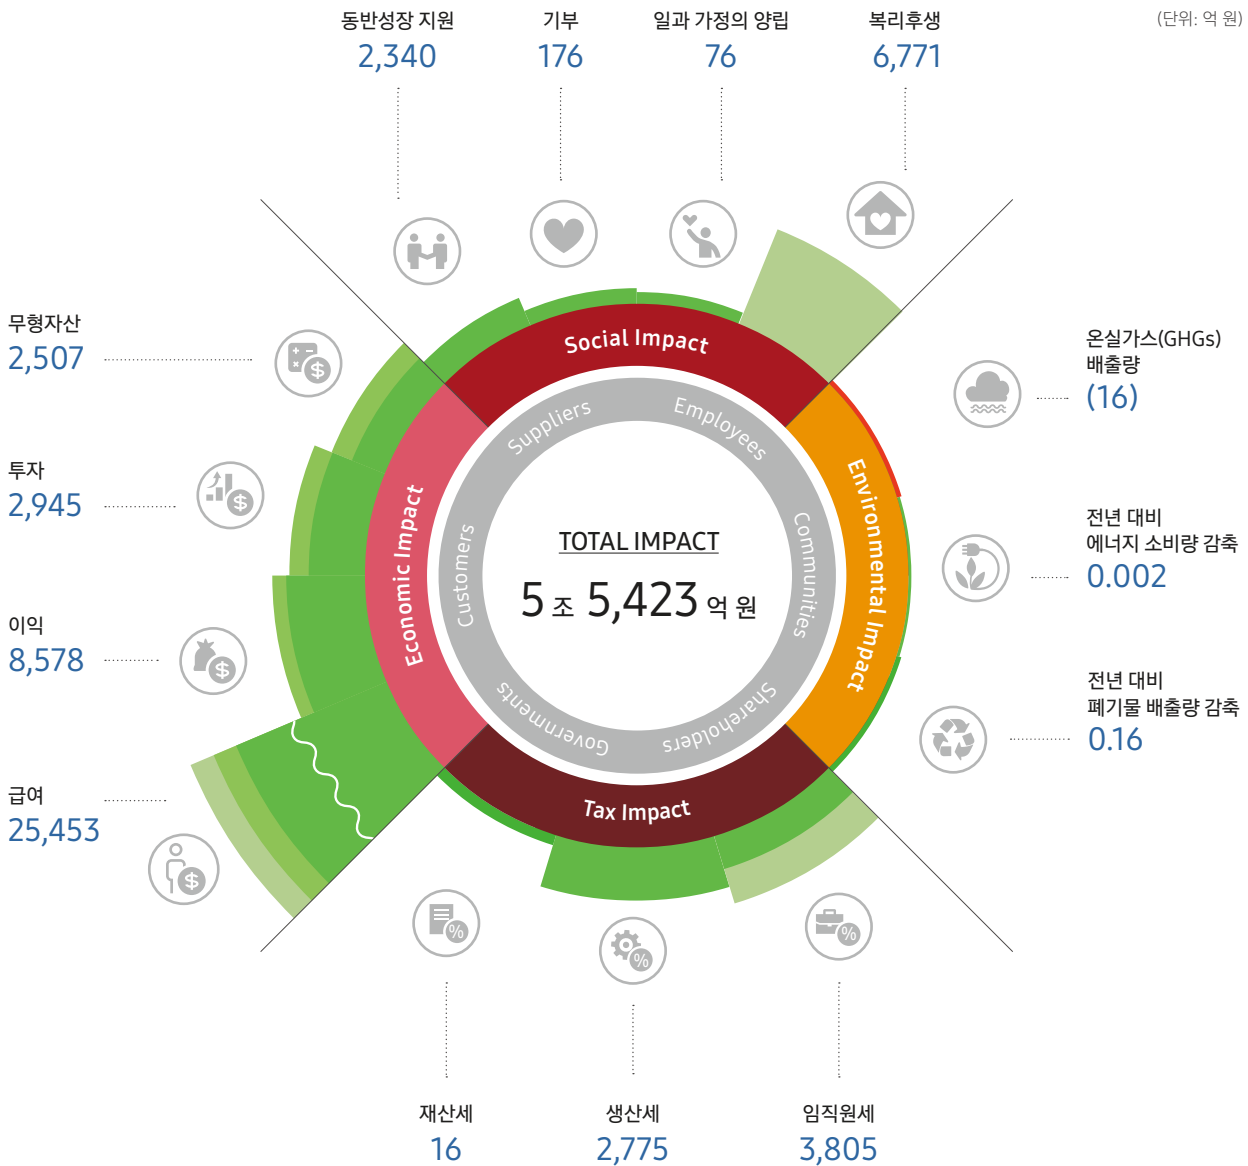 (단위: 억 원)
동반성장 지원
2,340
기부
176
일과 가정의 양립
76
복리후생
6,771
무형자산
2,507
투자
2,945
이익
8,578
급여
25,453
온실가스(GHGs)
배출량
(16)
전년 대비
에너지 소비량 감축
0.002
전년 대비
폐기물 배출량 감축
0.16
Social Impact
Economic Impact
Environmental Impact
Tax Impact
Suppliers
Employees
Customers
Communities
Governments
Shareholders
TOTAL IMPACT
5 조 5,423 억 원
$
$
$
$
%
%
%
재산세
16
생산세
2,775
임직원세
3,805